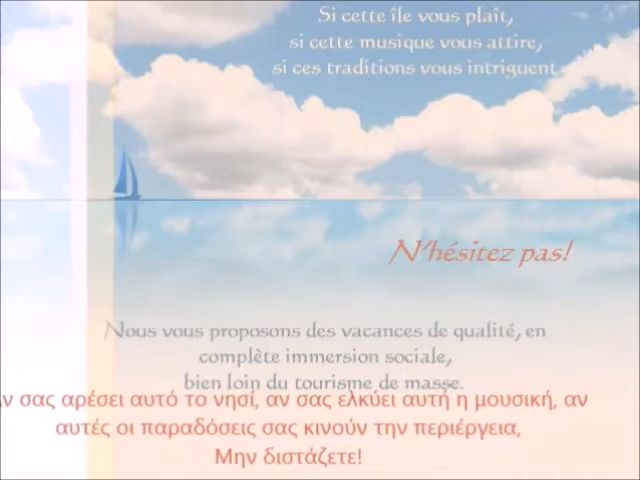 Si cette île vous plaît,
si cette musique vous attire,
si ces traditions vous intriguent
N'hésitez pas!
Nous vous proposons des vacances de qualité, en
complète immersion sociale,
bien loin du tourisme de masse.
σας αρέσει αυτό το νησί, αν σας ελκύει αυτή η μουσική, αν
αυτές οι παραδόσεις σας κινούν την περιέργεια,
Μην διστάζετε!